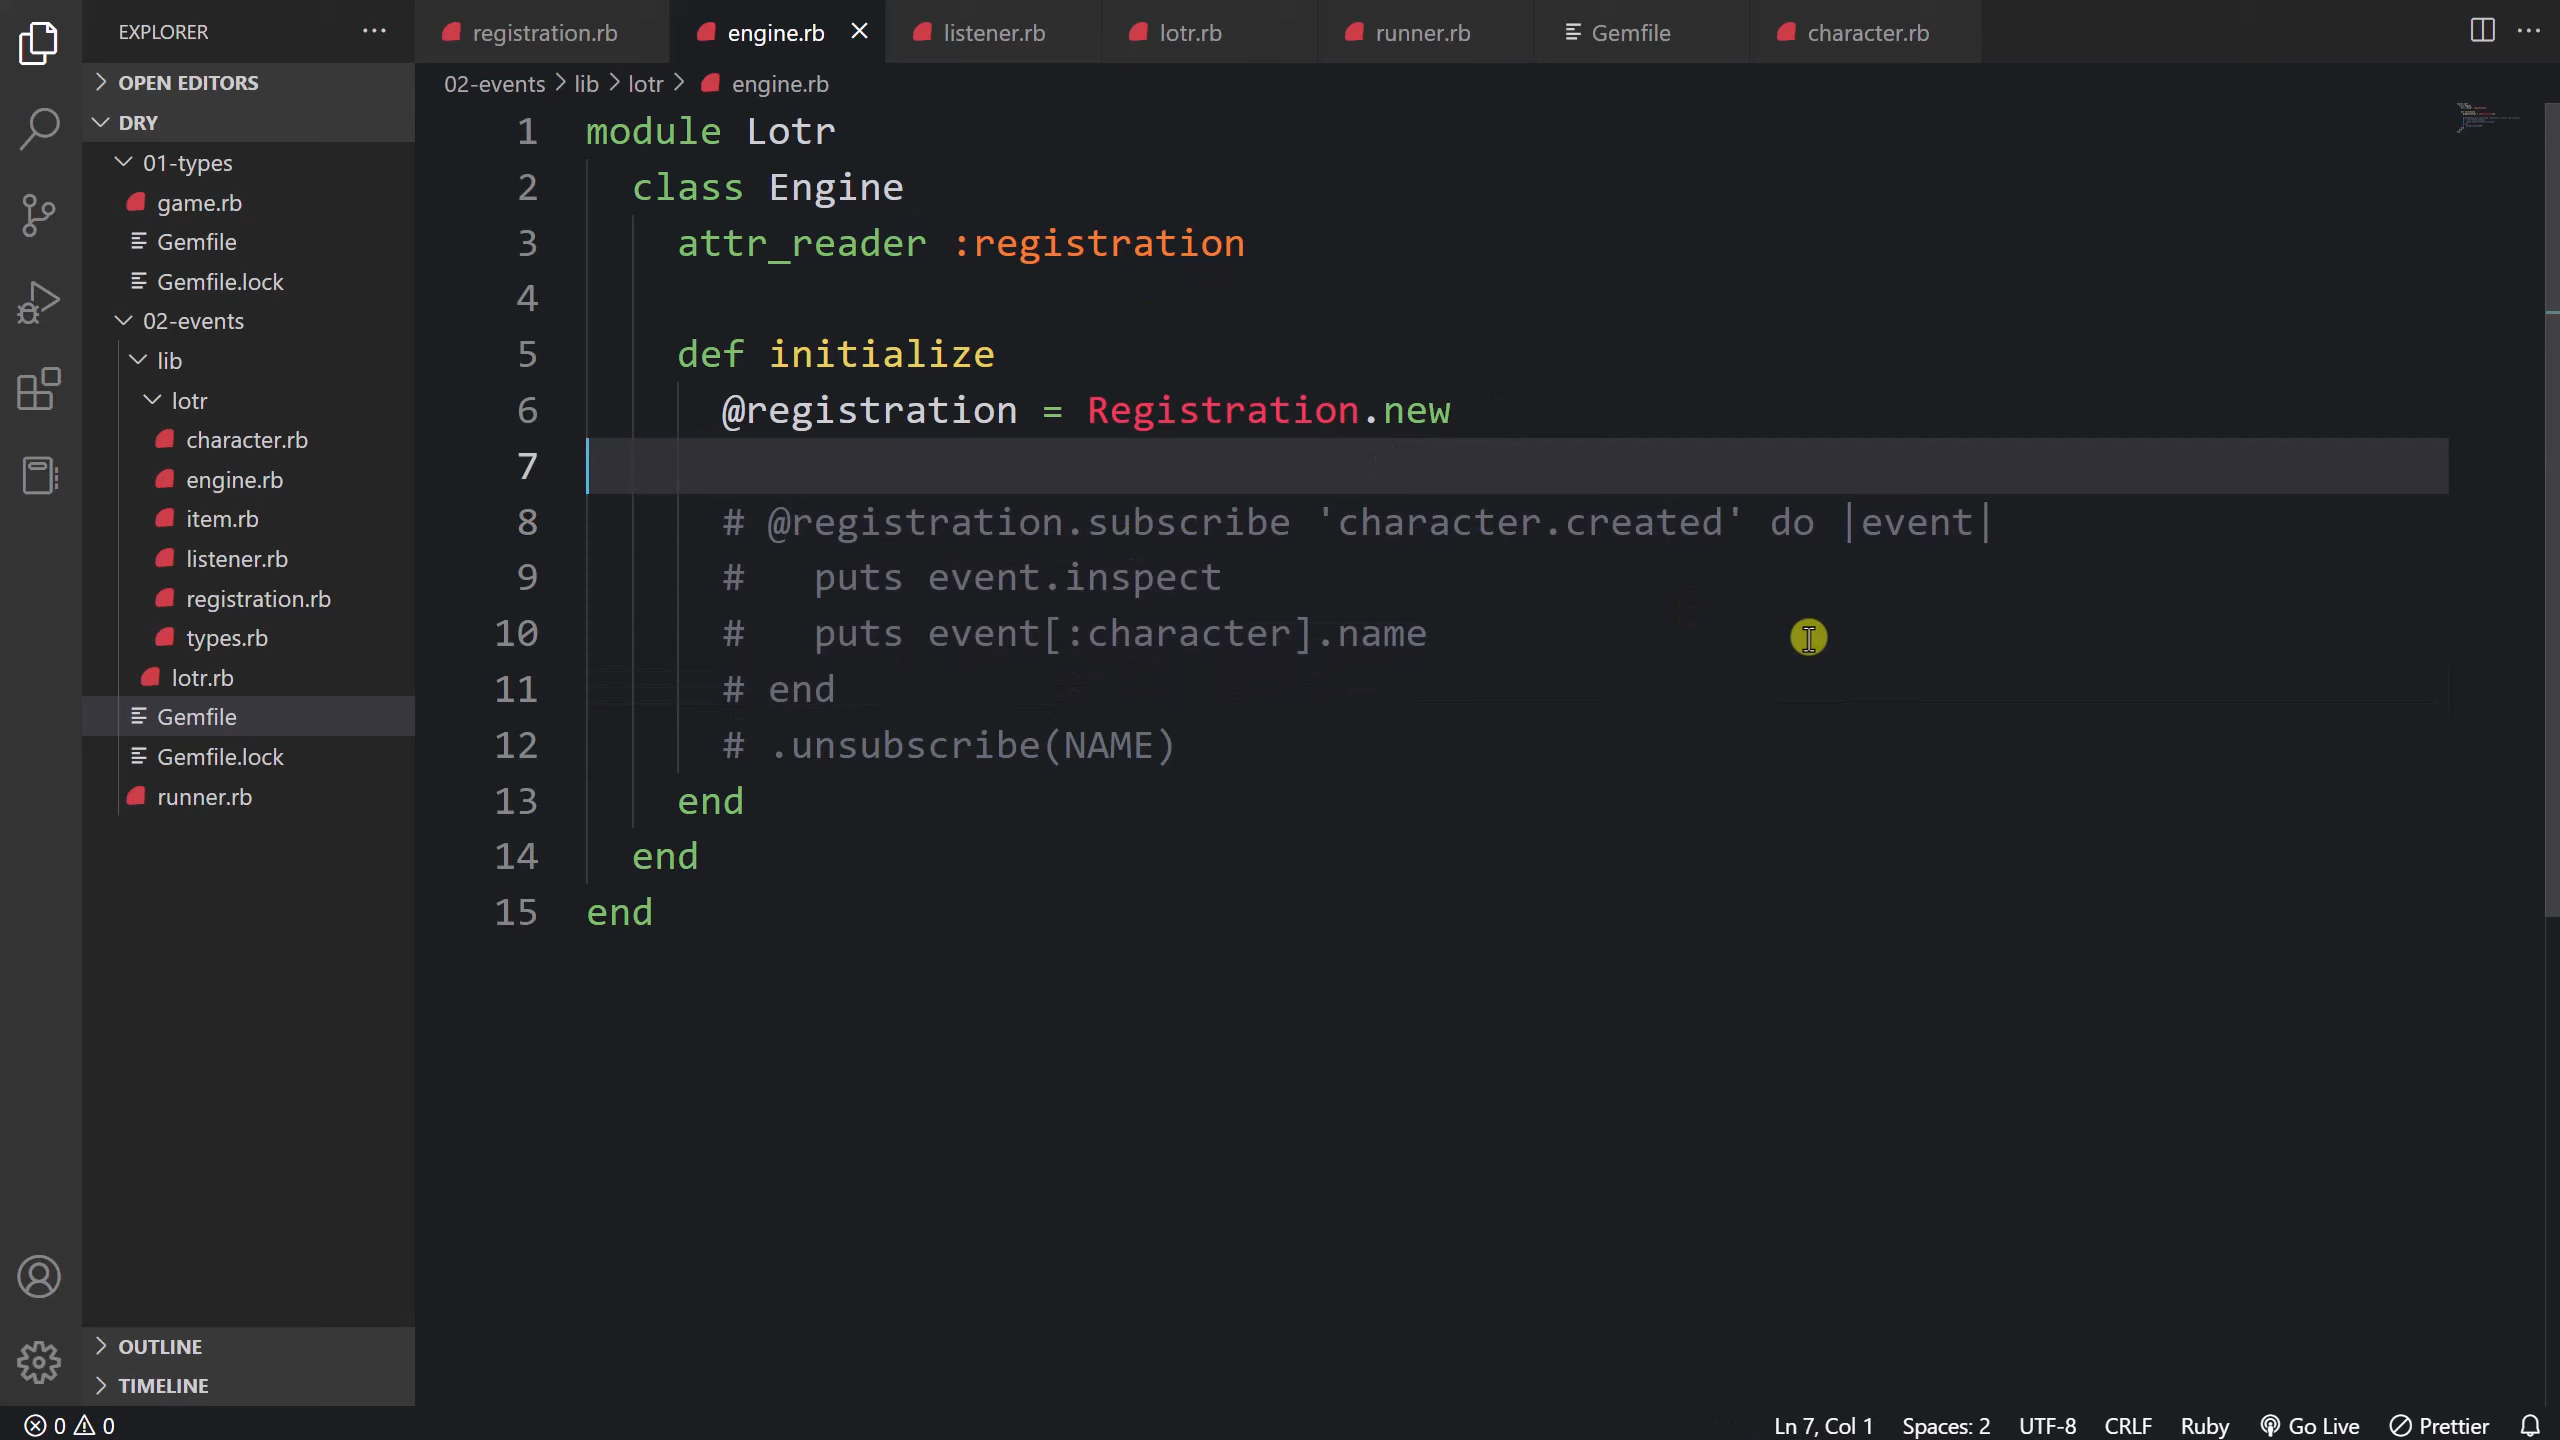 EXPLORER
OPEN EDITORS
DRY
01-types
game.rb
Gemfile
Gemfile.lock
02-events
lib
lotr
character.rb
engine.rb
item.rb
listener.rb
registration.rb
types.rb
lotr.rb
Gemfile
Gemfile.lock
runner.rb
OUTLINE
TIMELINE
registration.rb engine.rb listener.rb lotr.rb runner.rb Gemfile character.rb
02-events > lib > lotr > engine.rb
1 module Lotr
2 class Engine
3 attr_reader :registration
4
5 def initialize
6 @registration = Registration.new
7
8 # @registration.subscribe 'character.created' do |event|
9 #   puts event.inspect
10 #   puts event[:character].name
11 # end
12 # .unsubscribe(NAME)
13 end
14 end
15 end
0 0 Ln 7, Col 1 Spaces: 2 UTF-8 CRLF Ruby Go Live Prettier